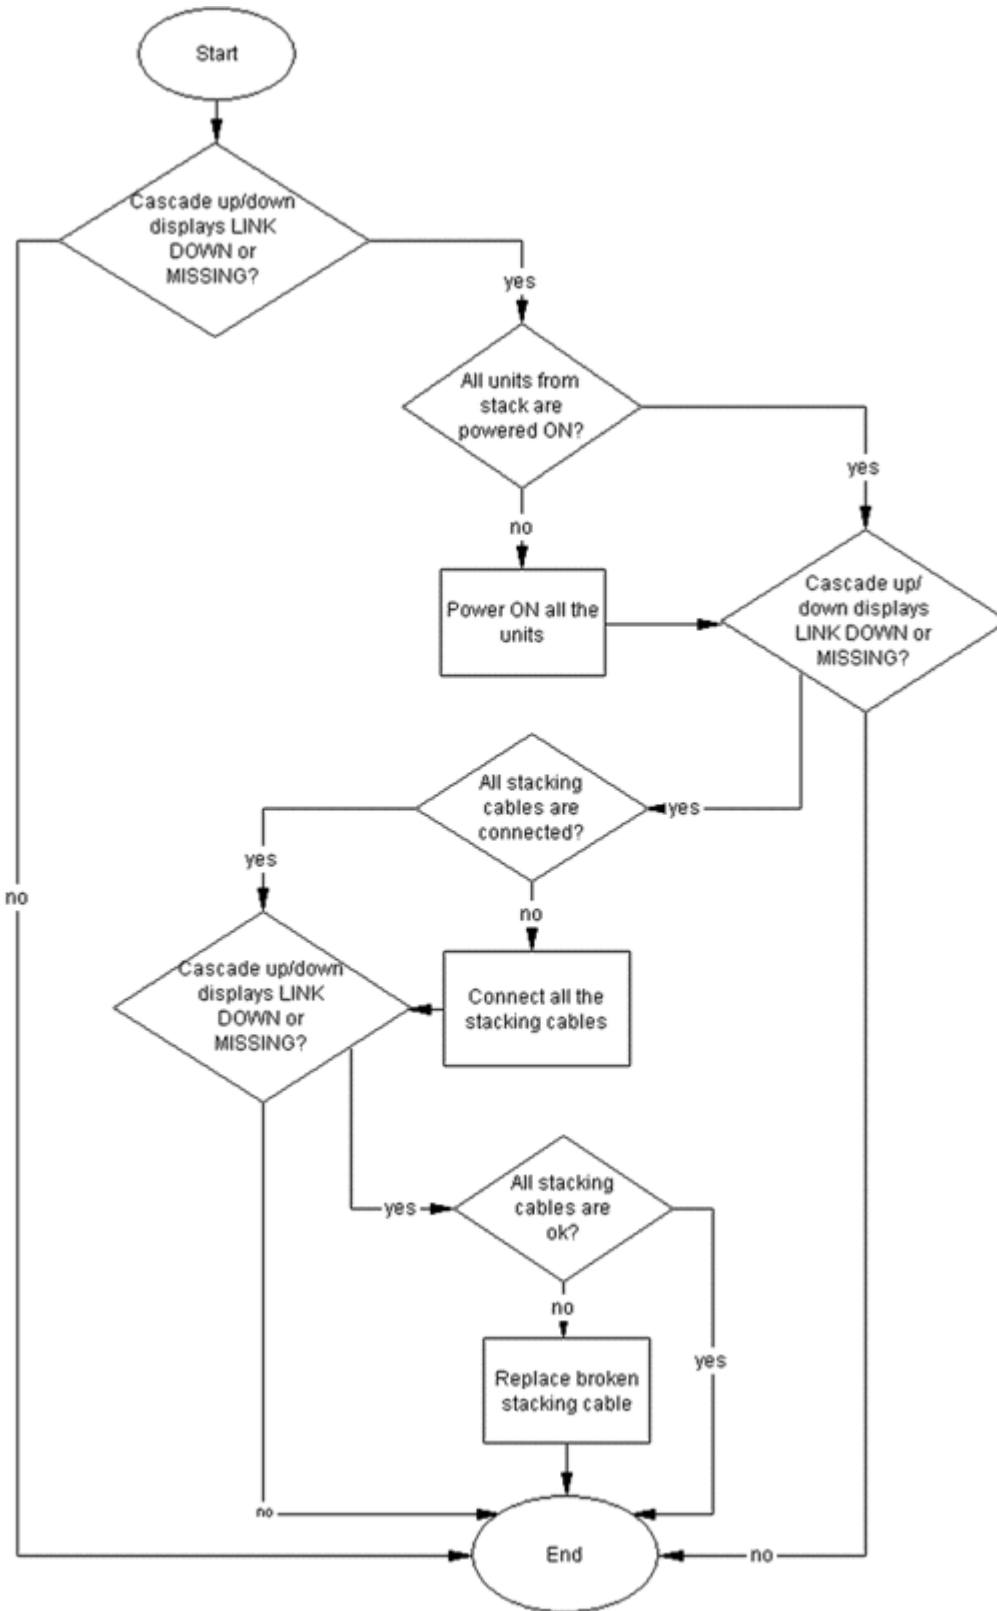 Start
Cascade up/down
displays LINK
DOWN or
MISSING?
yes
All units from
stack are
powered ON?
yes
no
Power ON all the
units
Cascade up/
down displays
LINK DOWN or
MISSING?
yes
All stacking
cables are
connected?
yes
no
no
Cascade up/down
displays LINK
DOWN or
MISSING?
Connect all the
stacking cables
yes
All stacking
cables are
ok?
no
yes
Replace broken
stacking cable
no
End
no